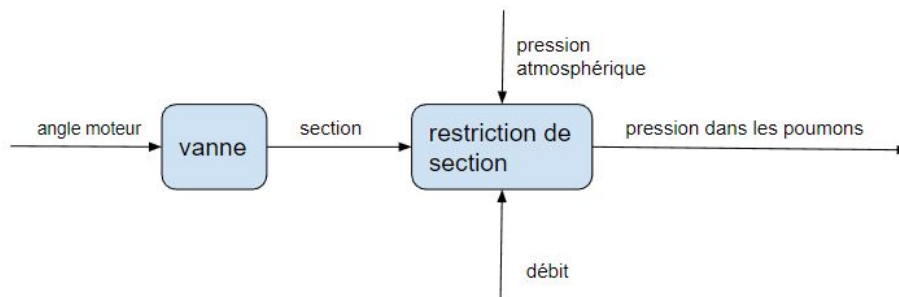 pression
atmosphérique
angle moteur
vanne
section
restriction de
section
pression dans les poumons
débit